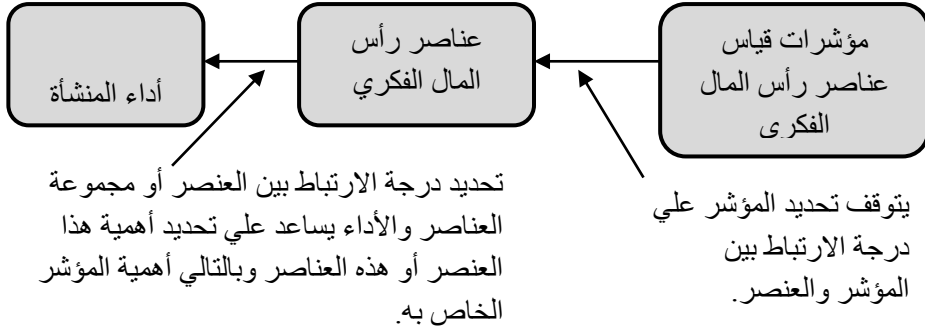 مؤشرات قياس
عناصر رأس المال
الفكرى
عناصر رأس
المال الفكري
أداء المنشأة
يتوقف تحديد المؤشر علي
درجة الارتباط بين
المؤشر والعنصر.
تحديد درجة الارتباط بين العنصر أو مجموعة
العناصر والأداء يساعد علي تحديد أهمية هذا
العنصر أو هذه العناصر وبالتالي أهمية المؤشر
الخاص به.